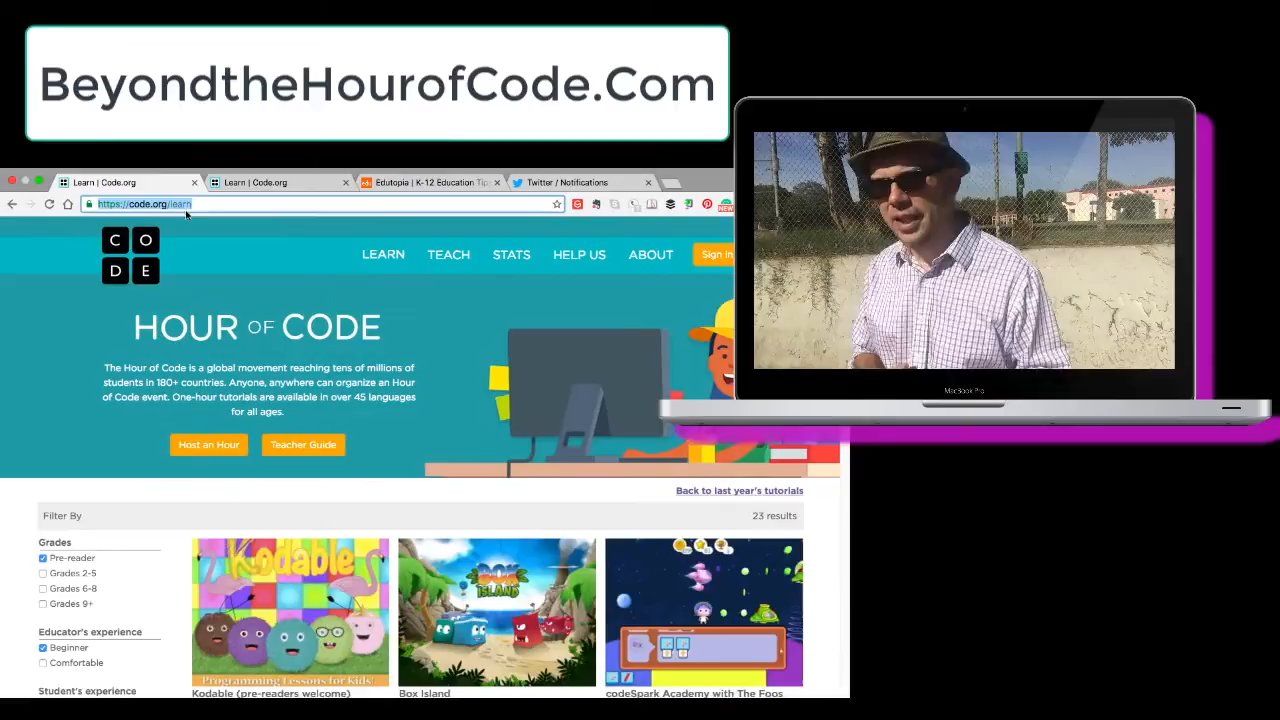 BeyondtheHourofCode.Com
Learn | Code.org
Learn | Code.org
Edutopia | K-12 Education Tip
Twitter / Notifications
https://code.org/learn
NEW
C O
D E
LEARN TEACH STATS HELP US ABOUT Sign In
HOUR OF CODE
The Hour of Code is a global movement reaching tens of millions of
students in 180+ countries. Anyone, anywhere can organize an Hour
of Code event. One-hour tutorials are available in over 45 languages
for all ages.
Host an Hour
Teacher Guide
MacBook Pro
Back to last year's tutorials
Filter By
23 results
Grades
Pre-reader
Grades 2-5
Grades 6-8
Grades 9+
Educator's experience
Beginner
Comfortable
Student's experience
Kodable
Programming Lessons for Kids!
Kodable (pre-readers welcome)
BOX ISLAND
Box Island
codeSpark Academy with The Foos